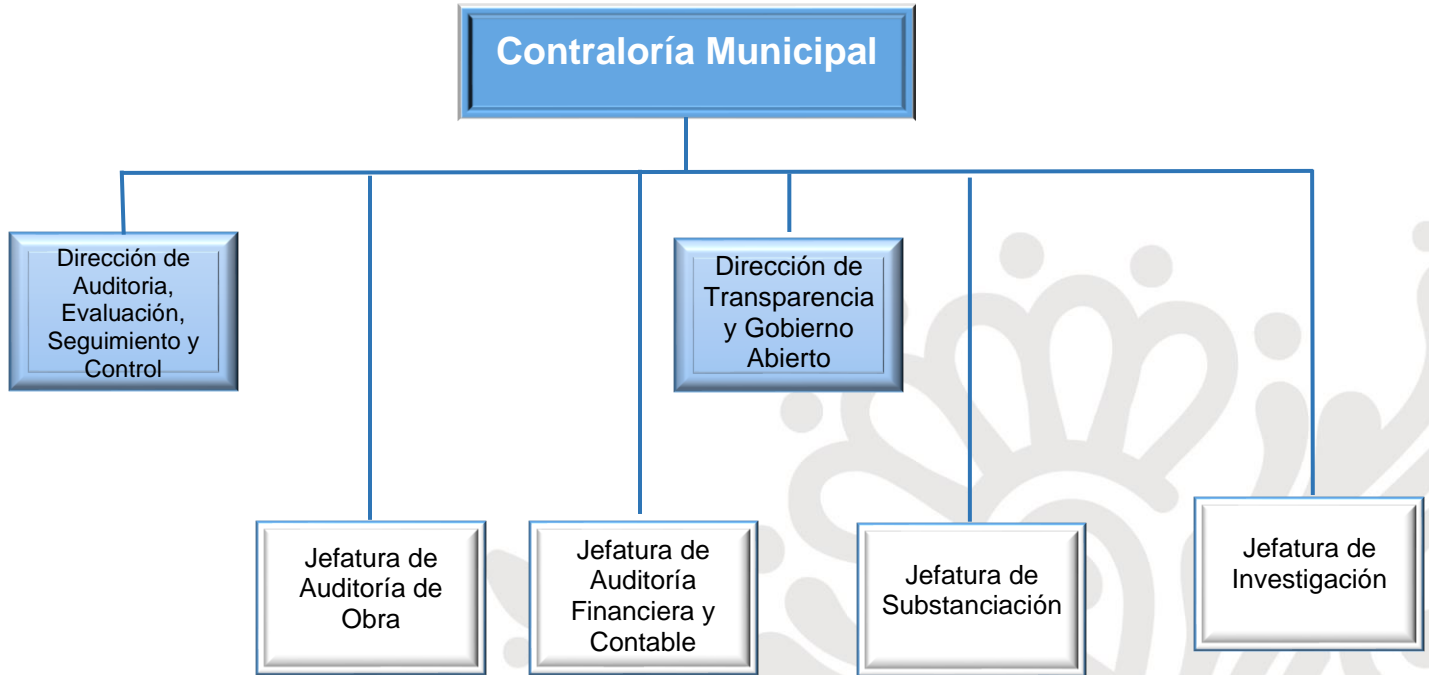 Contraloría Municipal
Dirección de
Auditoria,
Evaluación,
Seguimiento y
Control
Dirección de
Transparencia
y Gobierno
Abierto
Jefatura de
Auditoría de
Obra
Jefatura de
Auditoría
Financiera y
Contable
Jefatura de
Substanciación
Jefatura de
Investigación